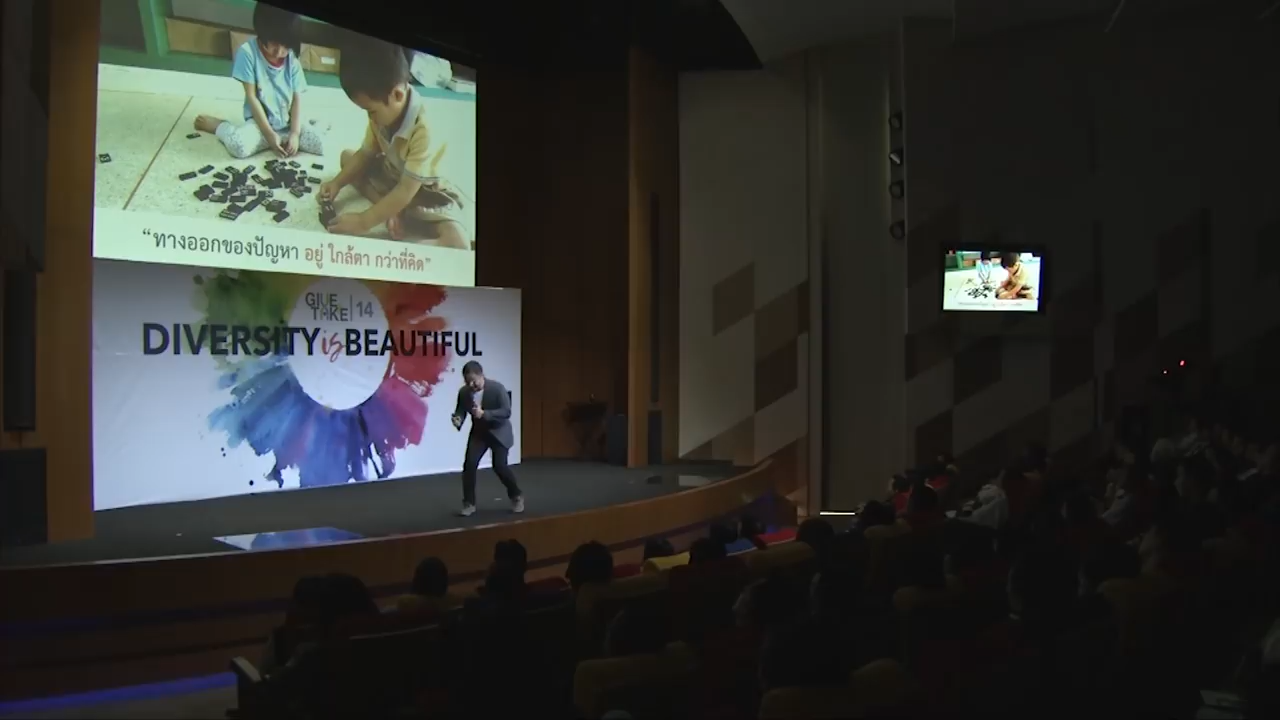 “ทางออกของปัญหา อยู่ ใกล้ตา กว่าที่คิด”
GIVE
TAKE | 14
DIVERSITY is BEAUTIFUL